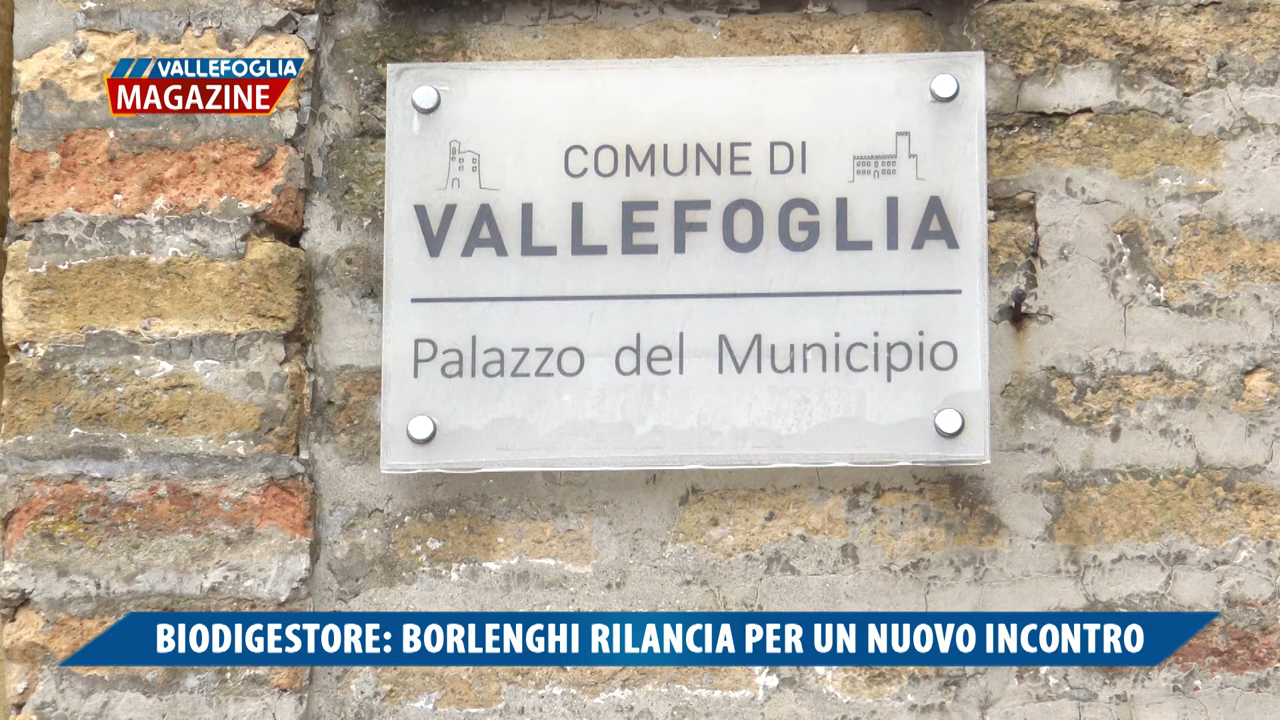 //VALLEFOGLIA
MAGAZINE
COMUNE DI
VALLEFOGLIA
Palazzo del Municipio
BIODIGESTORE: BORLENGHI RILANCIA PER UN NUOVO INCONTRO